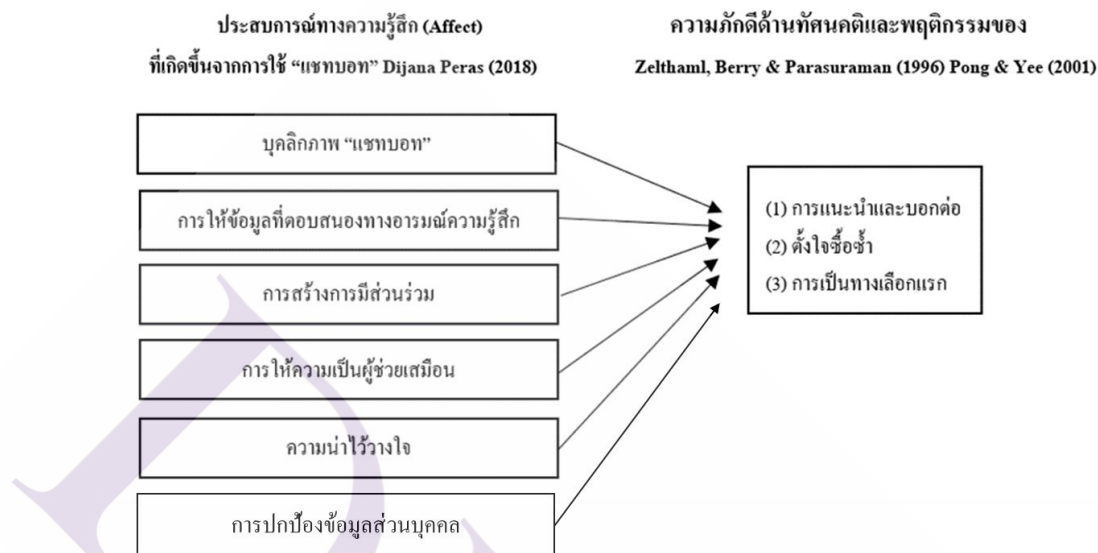 ประสบการณ์ทางความรู้สึก (Affect)
ที่เกิดขึ้นจากการใช้ “แชทบอท” Dijana Peras (2018)
ความภักดีด้านทัศนคติและพฤติกรรมของ
Zelthaml, Berry & Parasuraman (1996) Pong & Yee (2001)
บุคลิกภาพ “แชทบอท”
การให้ข้อมูลที่ตอบสนองทางอารมณ์ความรู้สึก
การสร้างการมีส่วนร่วม
การให้ความเป็นผู้ช่วยเสมือน
ความน่าไว้วางใจ
การปกป้องข้อมูลส่วนบุคคล
(1) การแนะนำและบอกต่อ
(2) ตั้งใจซื้อซ้ำ
(3) การเป็นทางเลือกแรก